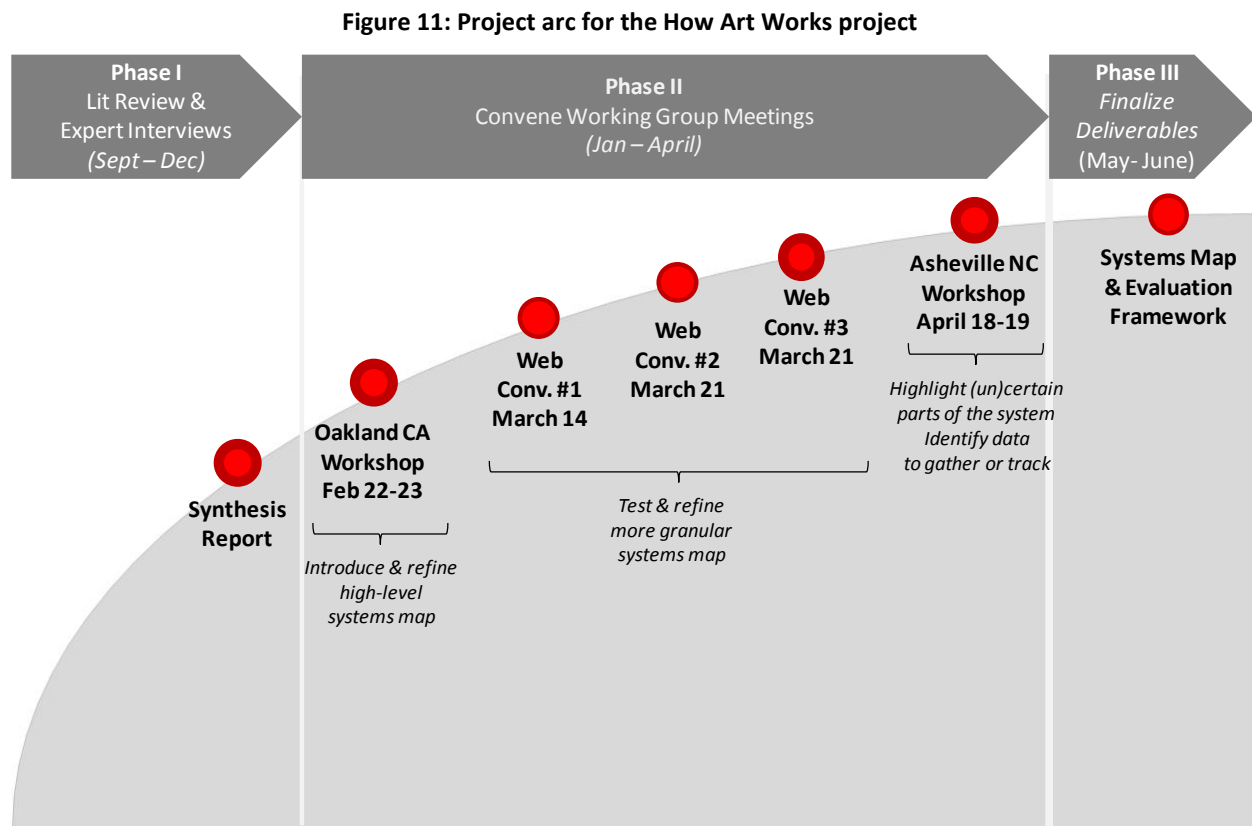 Figure 11: Project arc for the How Art Works project
Phase I
Lit Review &
Expert Interviews
(Sept – Dec)
Phase II
Convene Working Group Meetings
(Jan – April)
Phase III
Finalize
Deliverables
(May- June)
Synthesis
Report
Oakland CA
Workshop
Feb 22-23
Introduce & refine
high-level
systems map
Web
Conv. #1
March 14
Web
Conv. #2
March 21
Web
Conv. #3
March 21
Test & refine
more granular
systems map
Asheville NC
Workshop
April 18-19
Highlight (un)certain
parts of the system
Identify data
to gather or track
Systems Map
& Evaluation
Framework